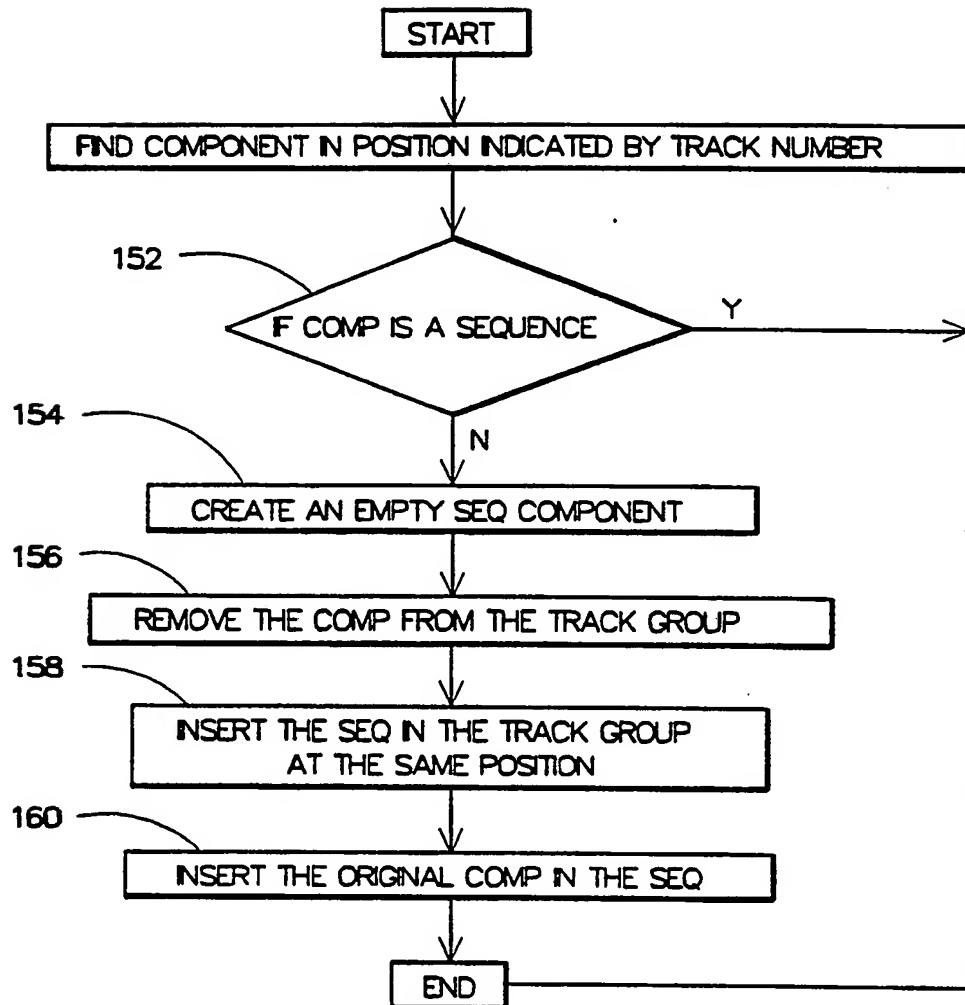 START
FIND COMPONENT IN POSITION INDICATED BY TRACK NUMBER
152
IF COMP IS A SEQUENCE
Y
N
154
CREATE AN EMPTY SEQ COMPONENT
156
REMOVE THE COMP FROM THE TRACK GROUP
158
INSERT THE SEQ IN THE TRACK GROUP
AT THE SAME POSITION
160
INSERT THE ORIGINAL COMP IN THE SEQ
END